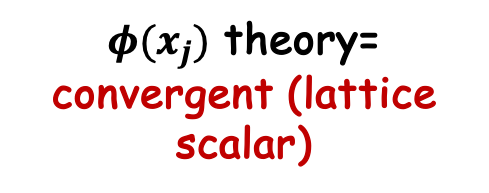 ϕ(xⱼ) theory=
convergent (lattice
scalar)